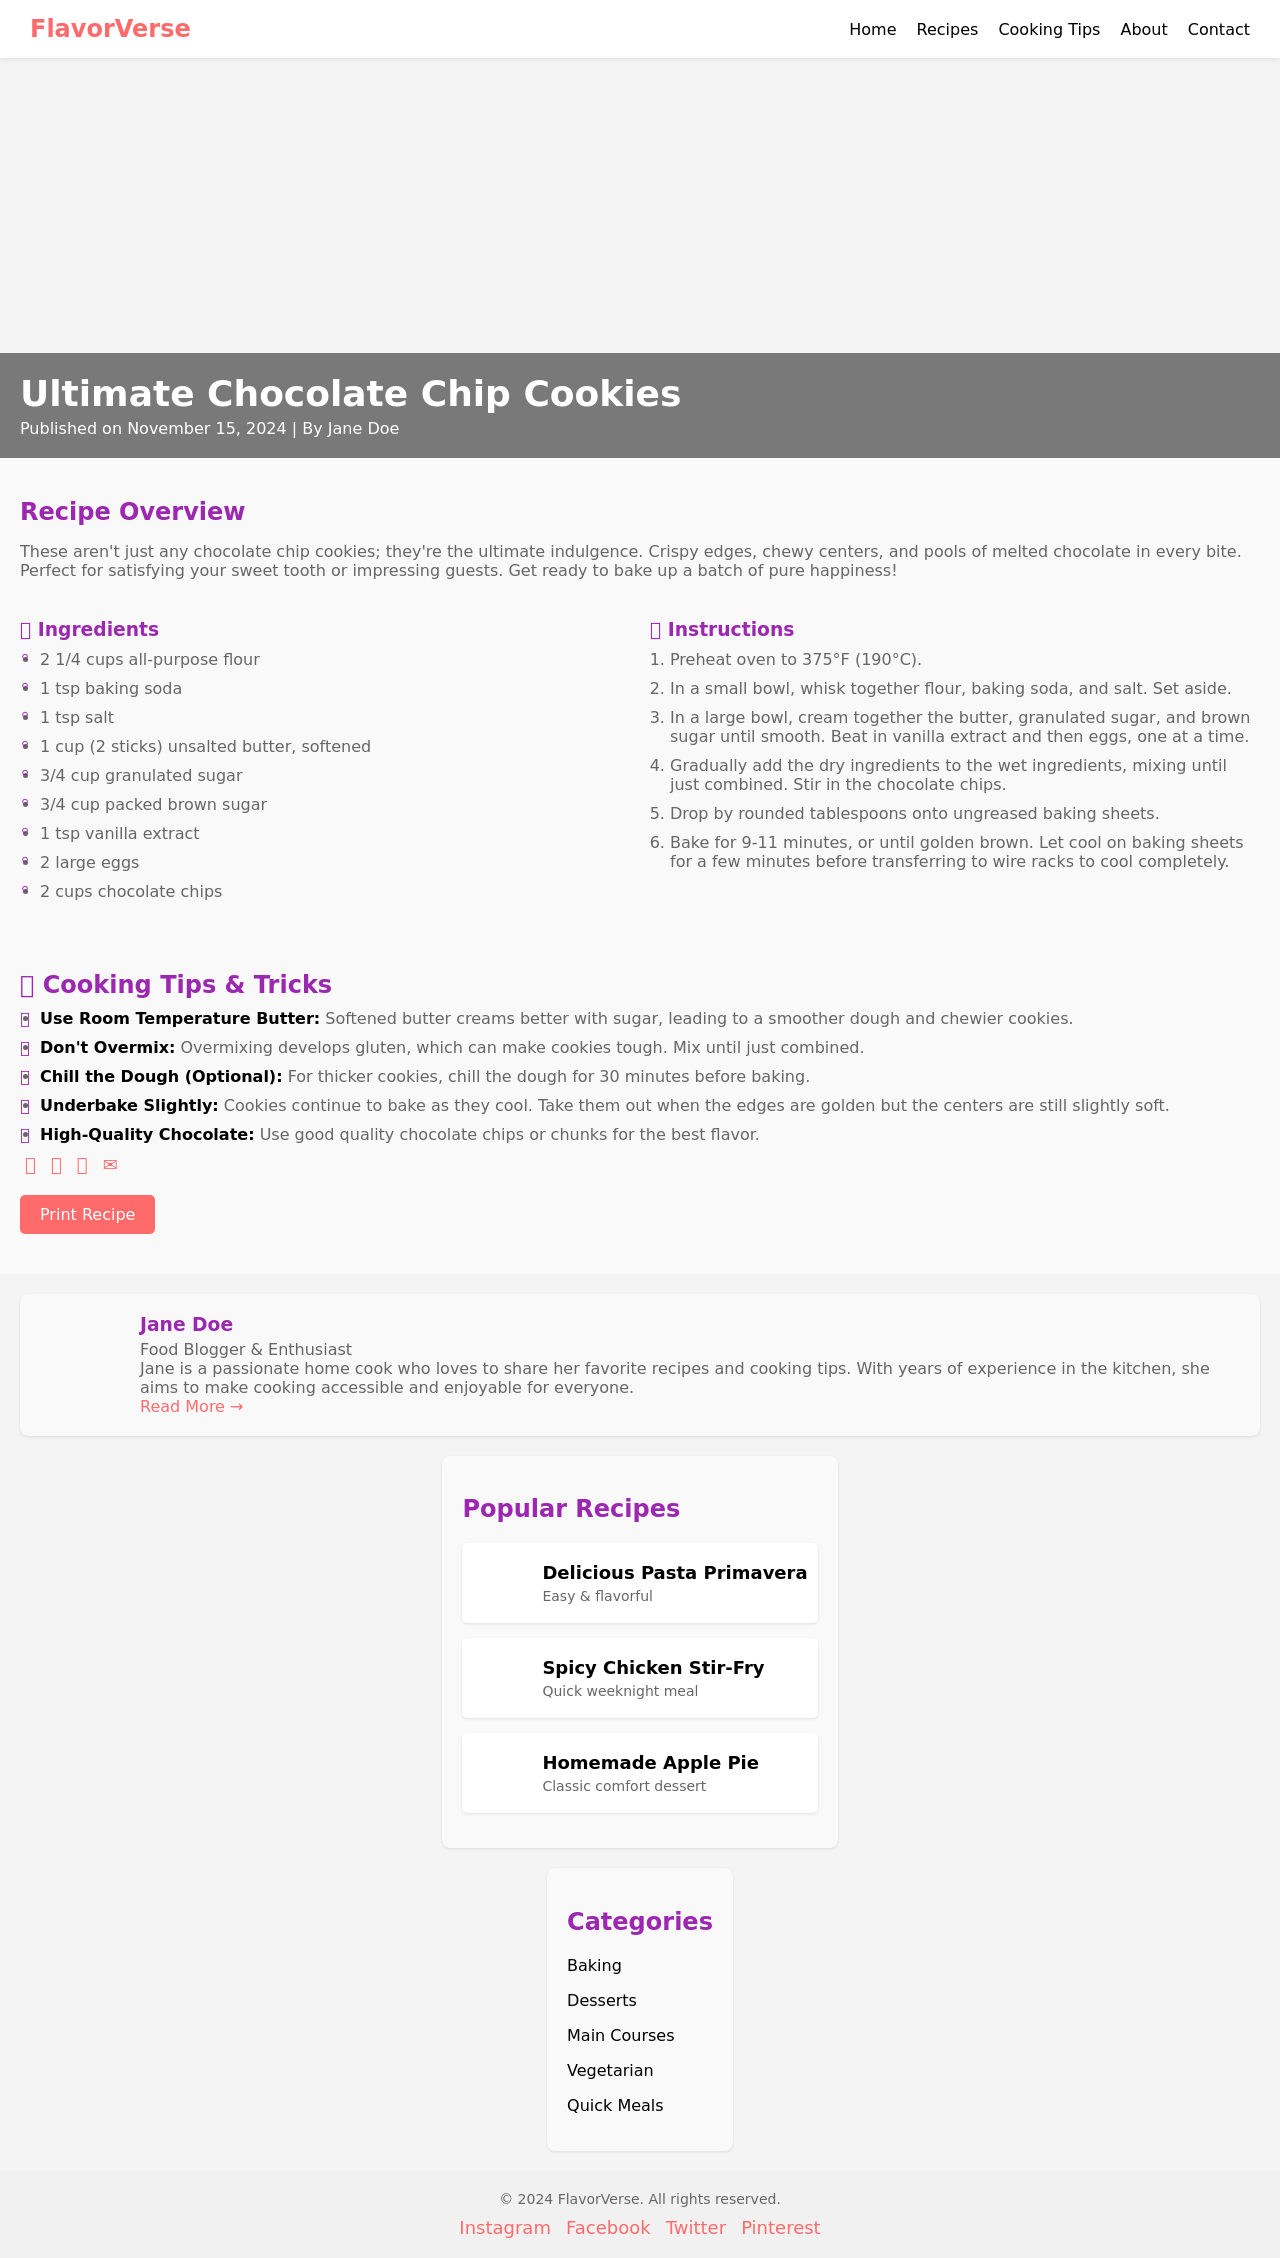 FlavorVerse
Home Recipes Cooking Tips About Contact
Ultimate Chocolate Chip Cookies
Published on November 15, 2024 | By Jane Doe
Recipe Overview
These aren't just any chocolate chip cookies; they're the ultimate indulgence. Crispy edges, chewy centers, and pools of melted chocolate in every bite.
Perfect for satisfying your sweet tooth or impressing guests. Get ready to bake up a batch of pure happiness!
Ingredients
2 1/4 cups all-purpose flour
1 tsp baking soda
1 tsp salt
1 cup (2 sticks) unsalted butter, softened
3/4 cup granulated sugar
3/4 cup packed brown sugar
1 tsp vanilla extract
2 large eggs
2 cups chocolate chips
Instructions
1. Preheat oven to 375°F (190°C).
2. In a small bowl, whisk together flour, baking soda, and salt. Set aside.
3. In a large bowl, cream together the butter, granulated sugar, and brown
sugar until smooth. Beat in vanilla extract and then eggs, one at a time.
4. Gradually add the dry ingredients to the wet ingredients, mixing until
just combined. Stir in the chocolate chips.
5. Drop by rounded tablespoons onto ungreased baking sheets.
6. Bake for 9-11 minutes, or until golden brown. Let cool on baking sheets
for a few minutes before transferring to wire racks to cool completely.
Cooking Tips & Tricks
Use Room Temperature Butter: Softened butter creams better with sugar, leading to a smoother dough and chewier cookies.
Don't Overmix: Overmixing develops gluten, which can make cookies tough. Mix until just combined.
Chill the Dough (Optional): For thicker cookies, chill the dough for 30 minutes before baking.
Underbake Slightly: Cookies continue to bake as they cool. Take them out when the edges are golden but the centers are still slightly soft.
High-Quality Chocolate: Use good quality chocolate chips or chunks for the best flavor.
✉
Print Recipe
Jane Doe
Food Blogger & Enthusiast
Jane is a passionate home cook who loves to share her favorite recipes and cooking tips. With years of experience in the kitchen, she
aims to make cooking accessible and enjoyable for everyone.
Read More →
Popular Recipes
Delicious Pasta Primavera
Easy & flavorful
Spicy Chicken Stir-Fry
Quick weeknight meal
Homemade Apple Pie
Classic comfort dessert
Categories
Baking
Desserts
Main Courses
Vegetarian
Quick Meals
© 2024 FlavorVerse. All rights reserved.
Instagram Facebook Twitter Pinterest